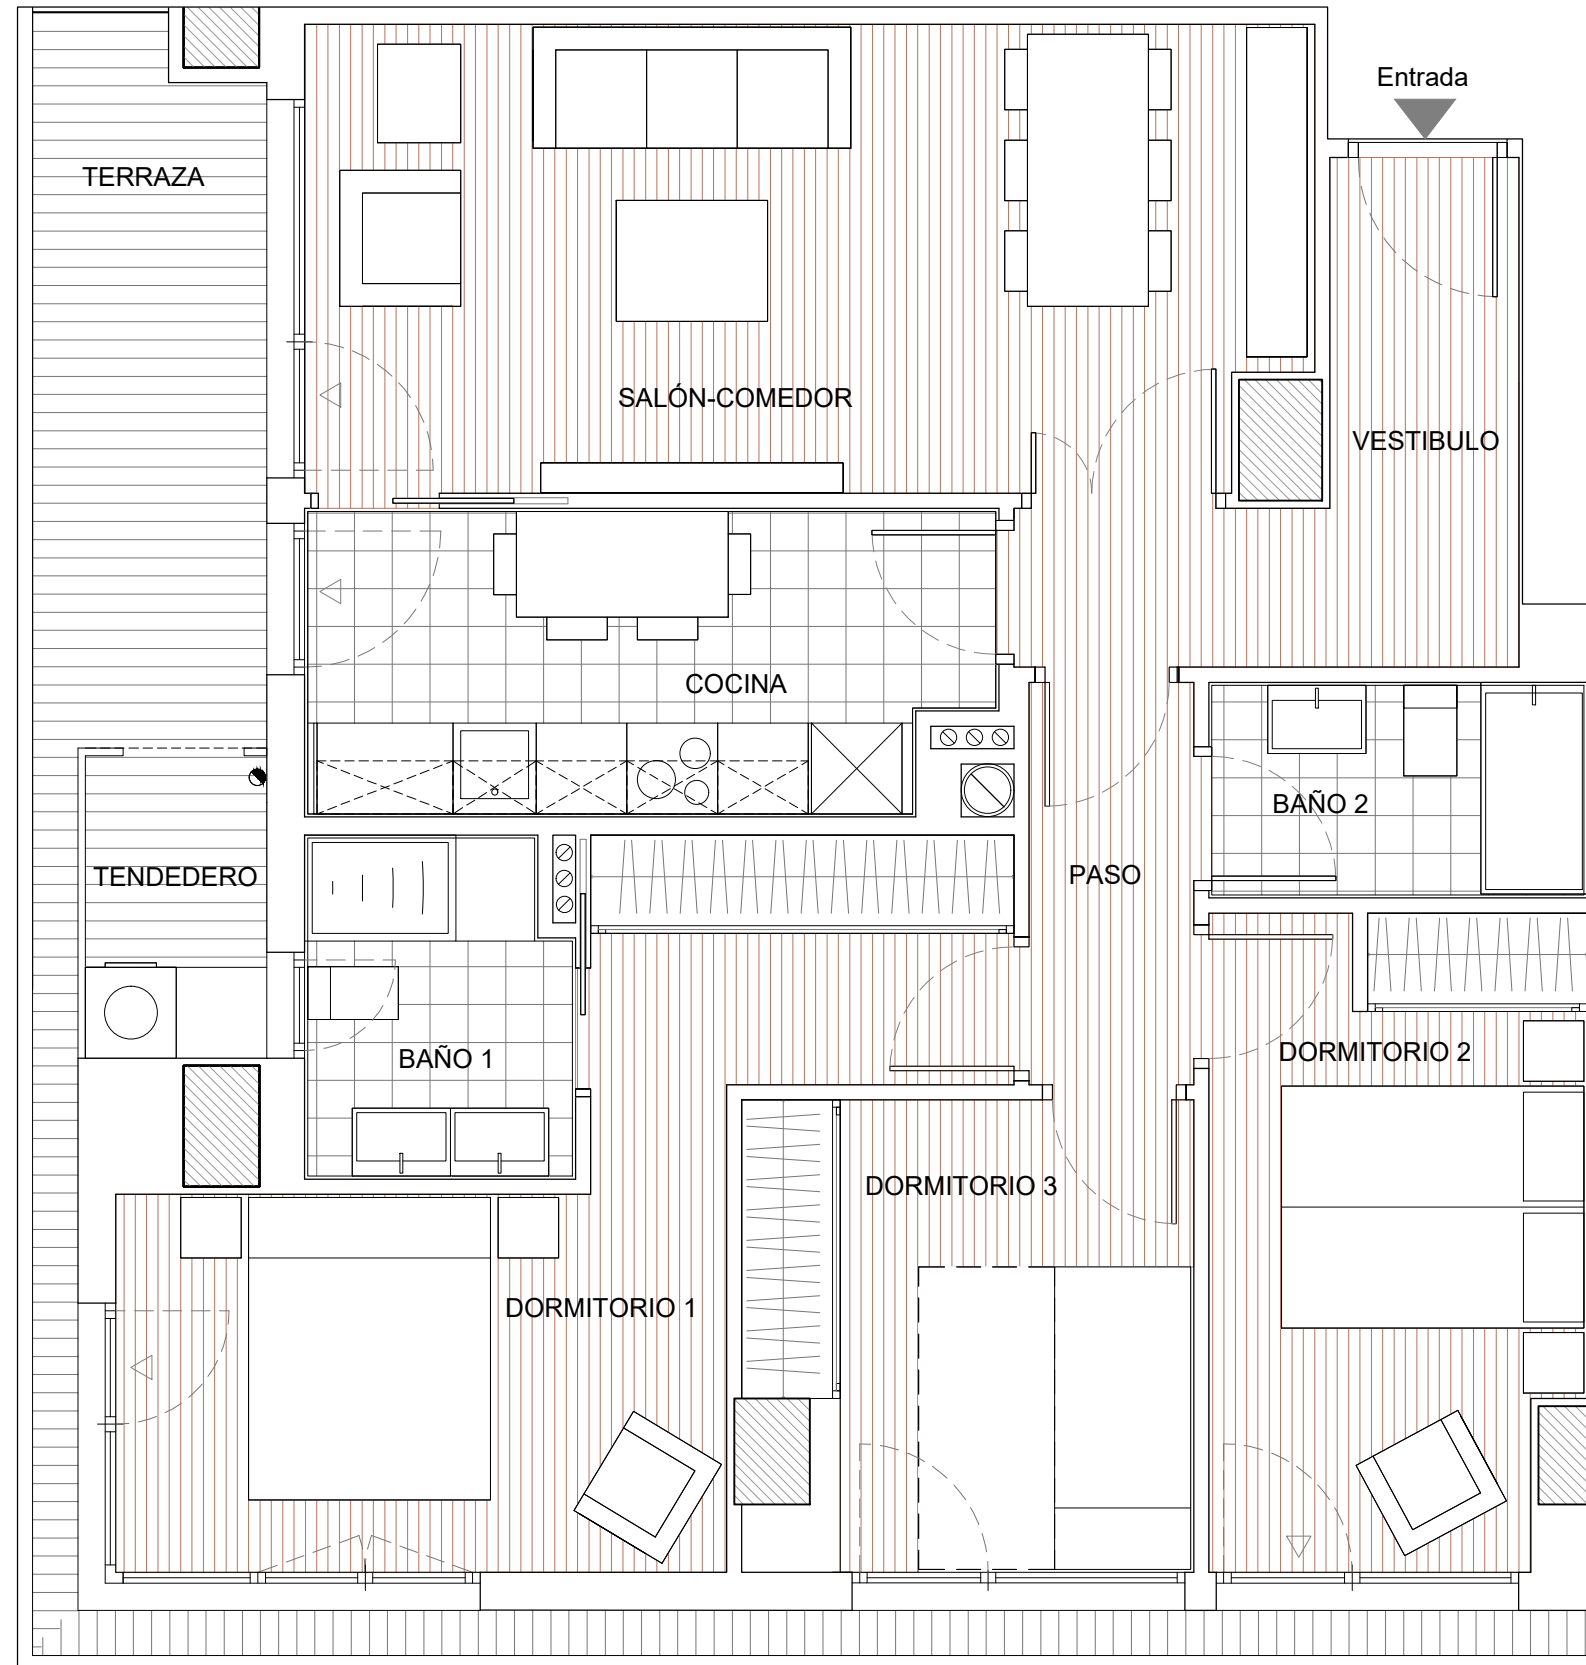 Entrada
TERRAZA
SALÓN-COMEDOR
VESTIBULO
COCINA
BAÑO 2
TENDEDERO
PASO
BAÑO 1
DORMITORIO 2
DORMITORIO 3
DORMITORIO 1